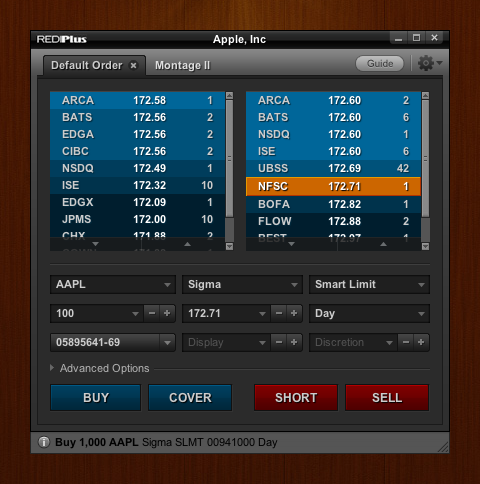 REDIPlus Apple, Inc
Default Order × Montage II Guide
ARCA 172.58 1 ARCA 172.60 2
BATS 172.56 2 BATS 172.60 6
EDGA 172.56 2 NSDQ 172.60 1
CIBC 172.56 2 ISE 172.60 6
NSDQ 172.49 1 UBSS 172.69 42
ISE 172.32 10 NFSC 172.71 1
EDGX 172.09 1 BOFA 172.82 1
JPMS 172.00 10 FLOW 172.88 2
CHX 171.88 2 BEST 172.97 1
AAPL Sigma Smart Limit
100 172.71 Day
05895641-69 Display Discretion
Advanced Options
BUY COVER SHORT SELL
Buy 1,000 AAPL Sigma SLMT 00941000 Day